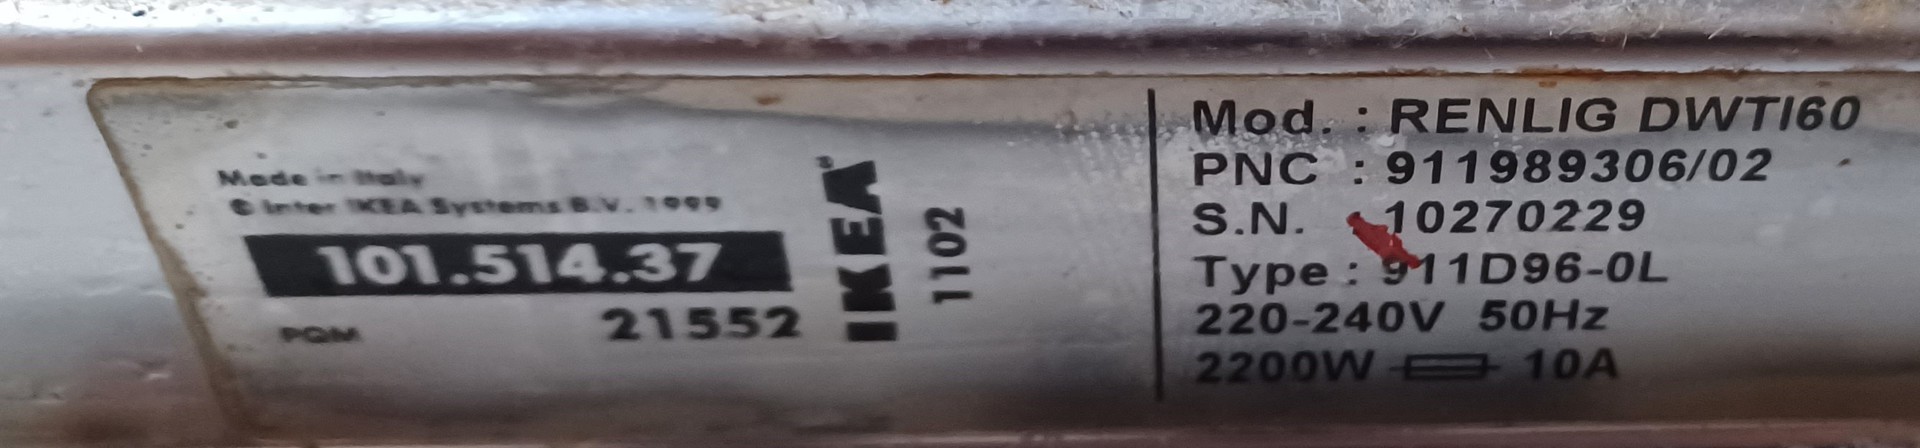 Made in Italy
© Inter IKEA Systems B.V. 1999
101.514.37
PQM 21552
IKEA®
1102
Mod. : RENLIG DWTI60
PNC : 911989306/02
S.N. 10270229
Type : 911D96-0L
220-240V 50Hz
2200W 10A